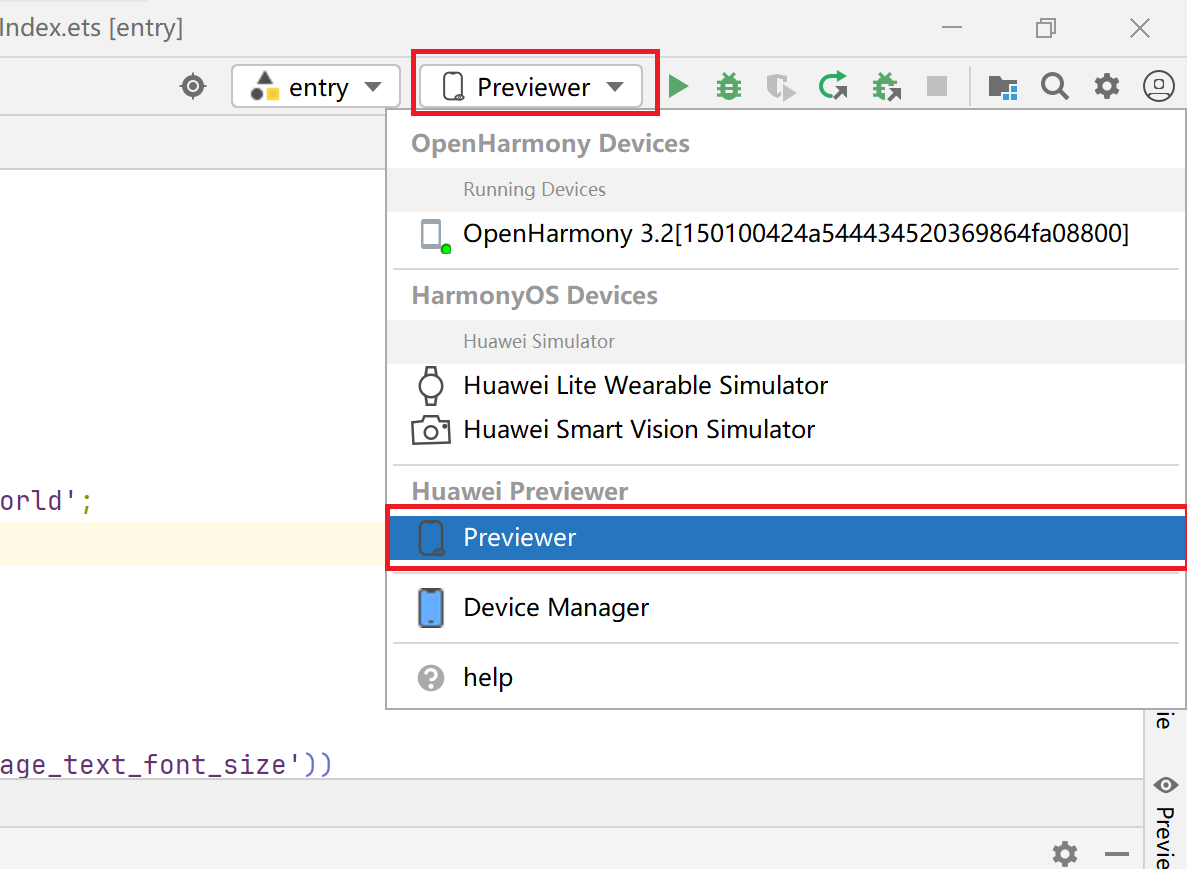 Index.ets [entry]
entry
Previewer
OpenHarmony Devices
Running Devices
OpenHarmony 3.2[150100424a544434520369864fa08800]
HarmonyOS Devices
Huawei Simulator
Huawei Lite Wearable Simulator
Huawei Smart Vision Simulator
Huawei Previewer
orld';
Previewer
Device Manager
help
ie
age_text_font_size'))
Previe